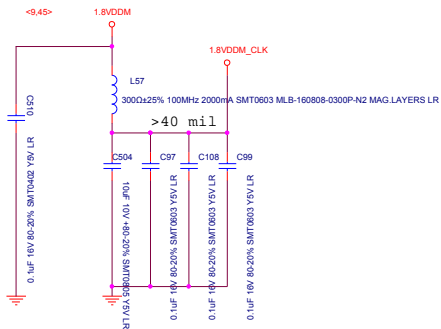 <9,45>
1.8VDDM
1.8VDDM_CLK
L57
300Ω±25% 100MHz 2000mA SMT0603 MLB-160808-0300P-N2 MAG.LAYERS LR
>40 mil
C510
0.1uF 16V 80-20% SMT0402 Y5V LR
C504
10uF 10V +80-20% SMT0805 Y5V LR
C97
0.1uF 16V 80-20% SMT0603 Y5V LR
C108
0.1uF 16V 80-20% SMT0603 Y5V LR
C99
0.1uF 16V 80-20% SMT0603 Y5V LR